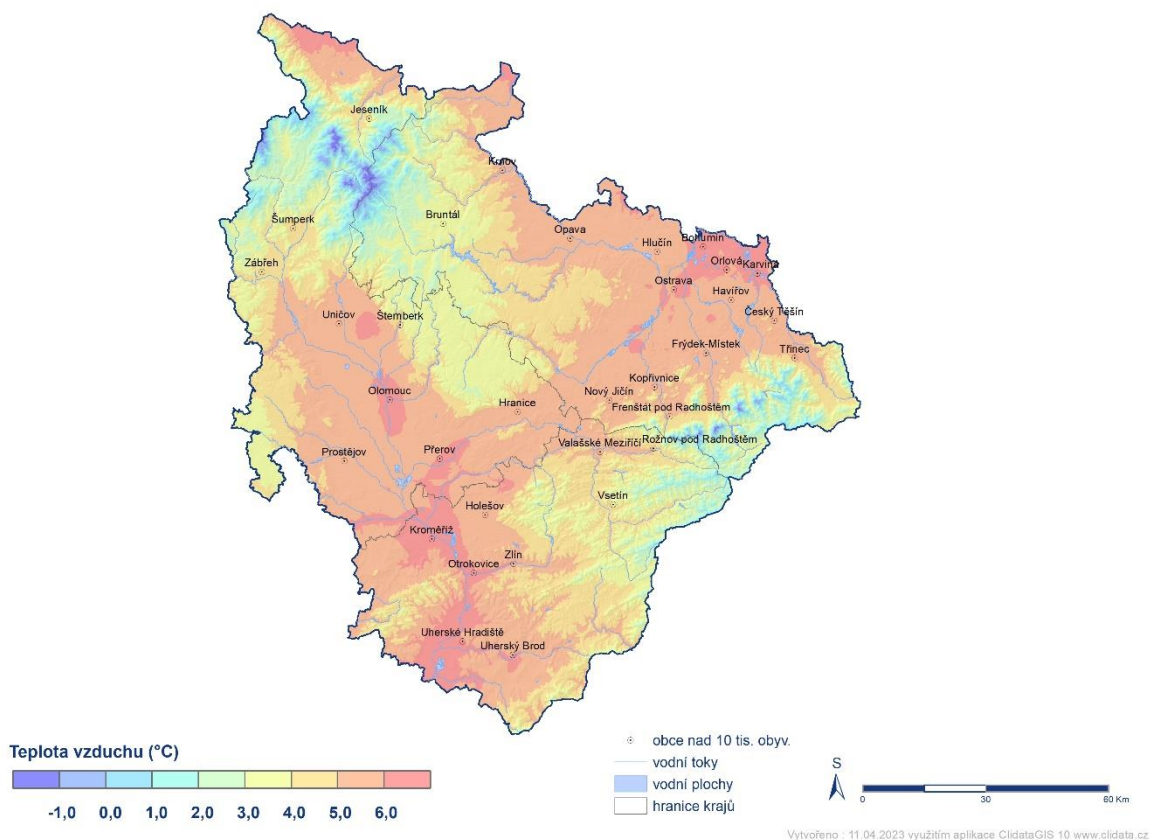 Jeseník
Krnov
Bruntál
Šumperk
Opava
Hlučín
Bohumín
Zábřeh
Orlová
Karviná
Ostrava
Havířov
Uničov
Štemberk
Český Těšín
Frýdek-Místek
Třinec
Kopřivnice
Olomouc
Nový Jičín
Hranice
Frenštát pod Radhoštěm
Valašské Meziříčí
Rožnov pod Radhoštěm
Prostějov
Přerov
Vsetín
Holešov
Kroměříž
Zlín
Otrokovice
Uherské Hradiště
Uherský Brod
Teplota vzduchu (°C)
-1,0 0,0 1,0 2,0 3,0 4,0 5,0 6,0
obce nad 10 tis. obyv.
vodní toky
vodní plochy
hranice krajů
S
0 30 60 Km
Vytvořeno : 11.04.2023 využitím aplikace ClidataGIS 10 www.clidata.cz